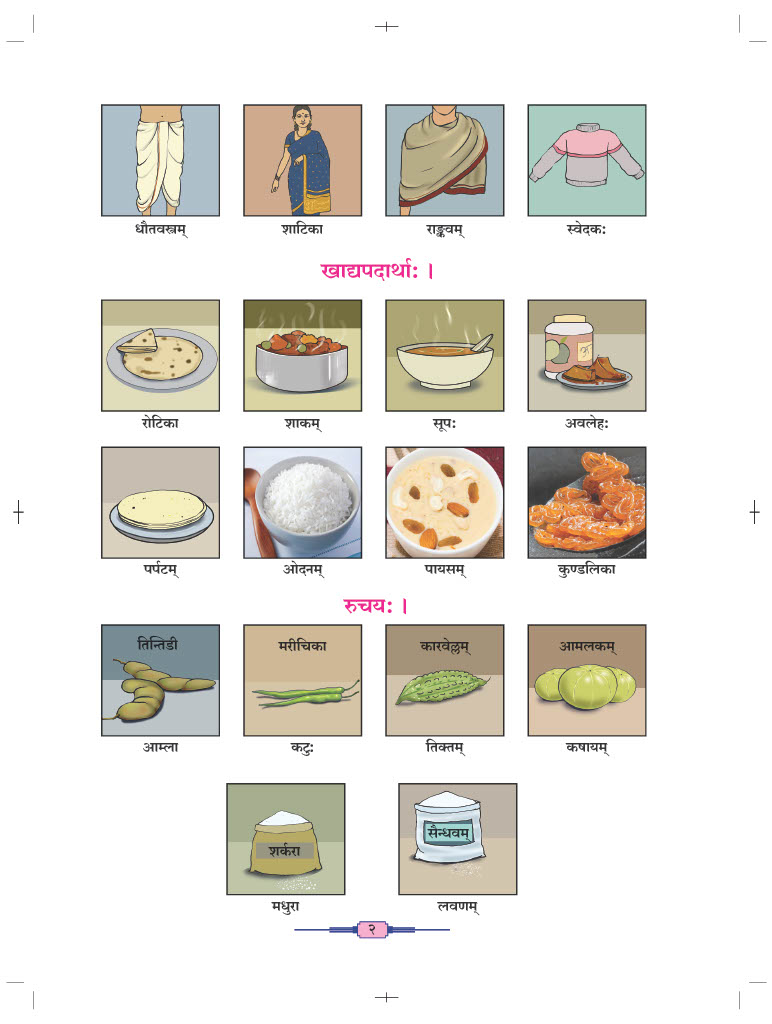 धौतवस्त्रम् शाटिका राङ्कवम् स्वेदकः
खाद्यपदार्थाः ।
रोटिका शाकम् सूपः अवलेहः
पर्पटम् ओदनम् पायसम् कुण्डलिका
रुचयः ।
तिन्तिडी मरीचिका कारवेल्लम् आमलकम्
आम्ला कटुः तिक्तम् कषायम्
शर्करा सैन्धवम्
मधुरा लवणम्
२